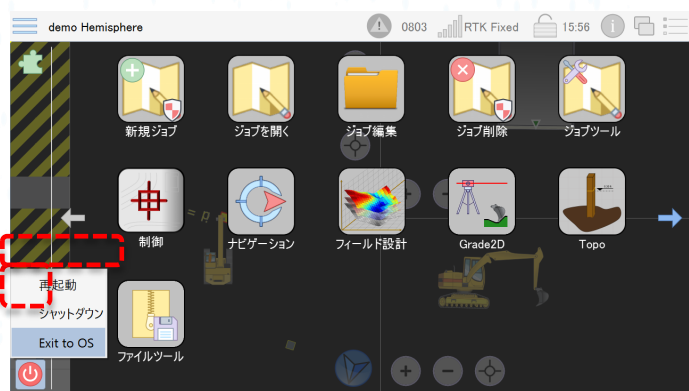 demo Hemisphere
0803
RTK Fixed
15:56
新規ジョブ
ジョブを開く
ジョブ編集
ジョブ削除
ジョブツール
制御
ナビゲーション
フィールド設計
Grade2D
Topo
再起動
シャットダウン
Exit to OS
ファイルツール